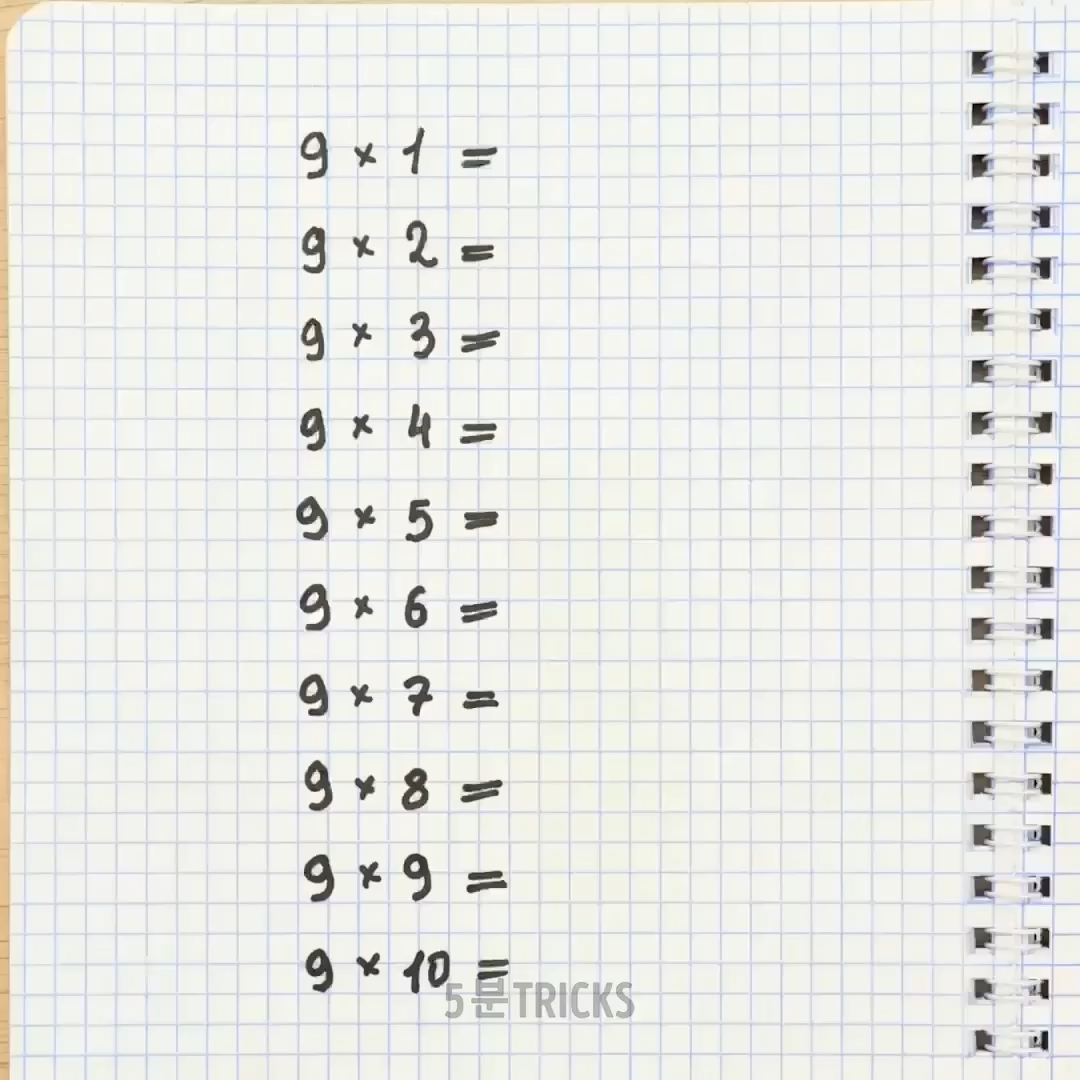 9 × 1 =
9 × 2 =
9 × 3 =
9 × 4 =
9 × 5 =
9 × 6 =
9 × 7 =
9 × 8 =
9 × 9 =
9 × 10 =
5분TRICKS